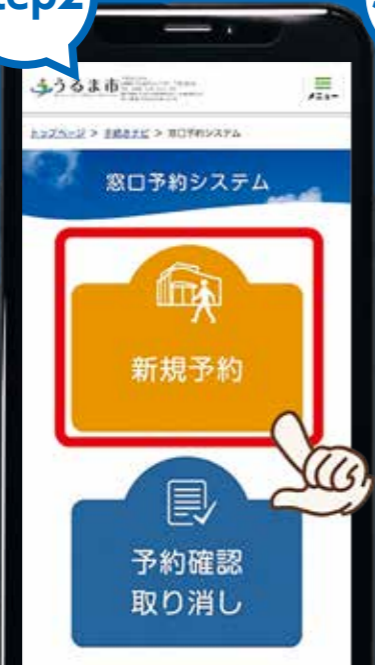 tep2
うるま市
メニュー
トップページ > 手続きナビ > 窓口予約システム
窓口予約システム
新規予約
予約確認
取り消し